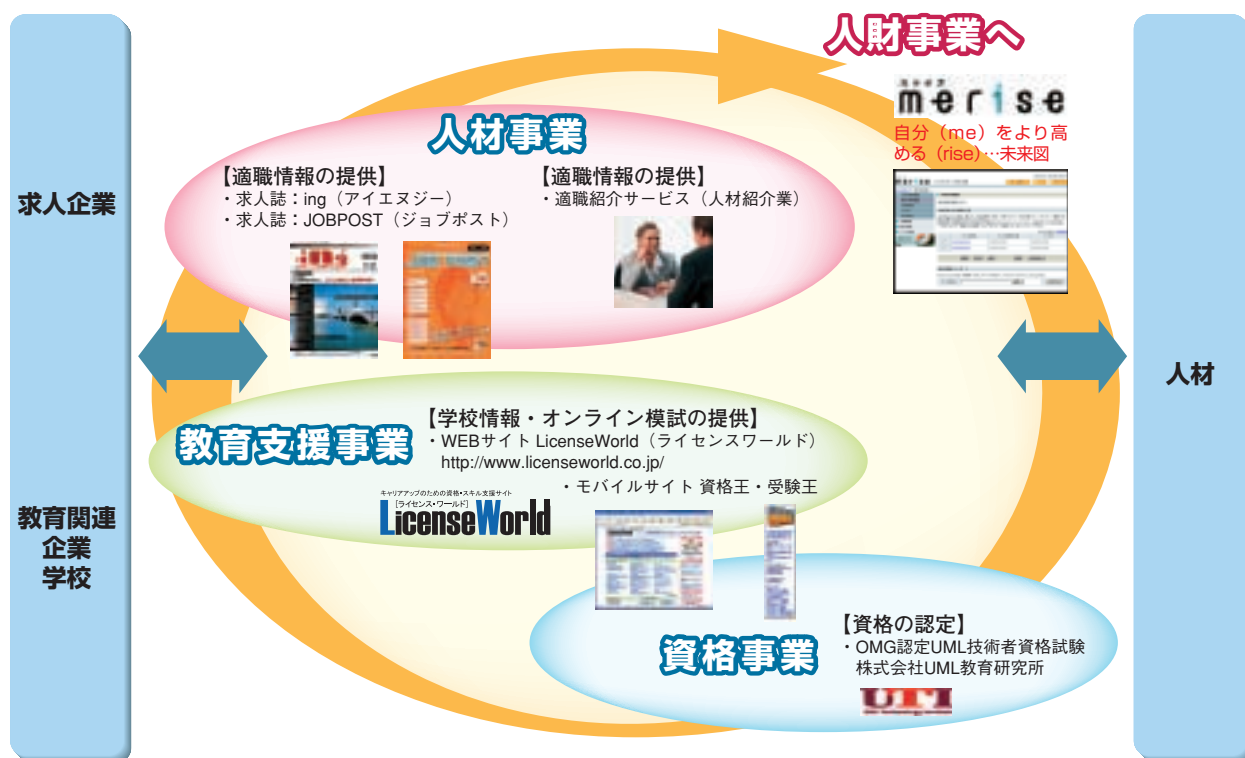 人財事業へ
ミーライズ
merise
自分（me）をより高
める（rise）…未来図
求人企業
教育関連
企業
学校
人材事業
【適職情報の提供】
・求人誌：ing（アイエヌジー）
・求人誌：JOBPOST（ジョブポスト）
【適職情報の提供】
・適職紹介サービス（人材紹介業）
教育支援事業
【学校情報・オンライン模試の提供】
・WEBサイト LicenseWorld（ライセンスワールド）
http://www.licenseworld.co.jp/
・モバイルサイト 資格王・受験王
キャリアアップのための資格・スキル支援サイト
［ライセンス・ワールド］
LicenseWorld
資格事業
【資格の認定】
・OMG認定UML技術者資格試験
株式会社UML教育研究所
UTI
人材